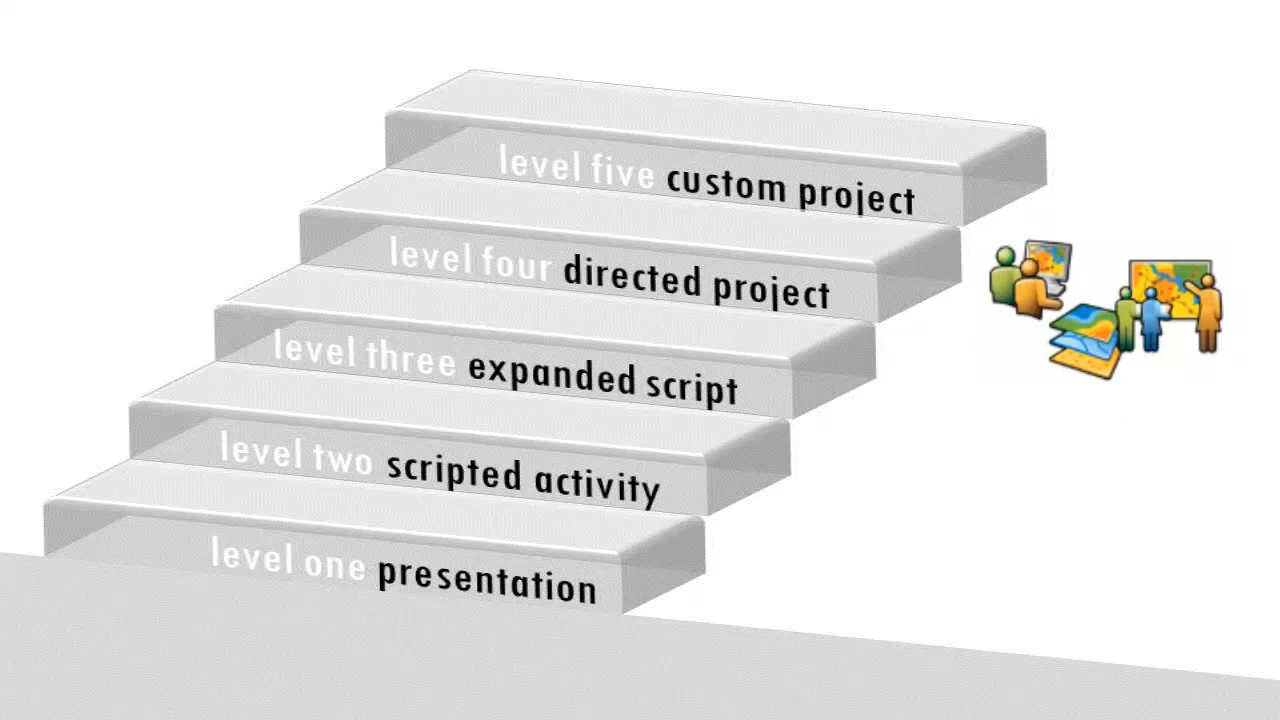 level five custom project
level four directed project
level three expanded script
level two scripted activity
level one presentation